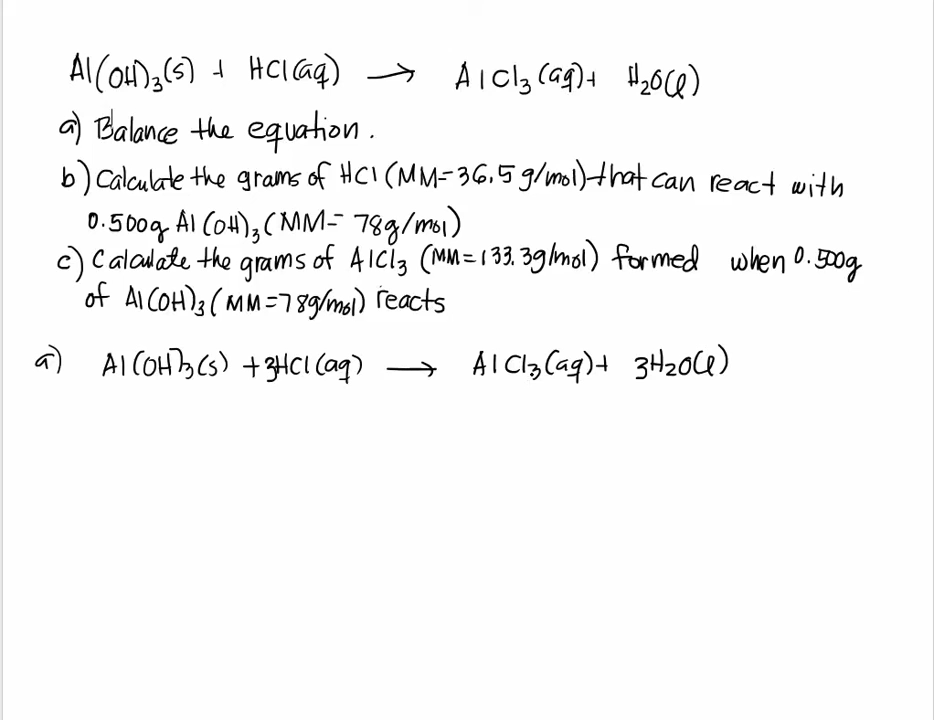 Al(OH)₃(s) + HCl(aq) → AlCl₃(aq) + H₂O(l)
a) Balance the equation.
b) Calculate the grams of HCl (MM=36.5 g/mol) that can react with
0.500g Al(OH)₃ (MM= 78g/mol)
c) Calculate the grams of AlCl₃ (MM=133.3g/mol) formed when 0.500g
of Al(OH)₃ (MM=78g/mol) reacts
a) Al(OH)₃(s) + 3HCl(aq) → AlCl₃(aq) + 3H₂O(l)